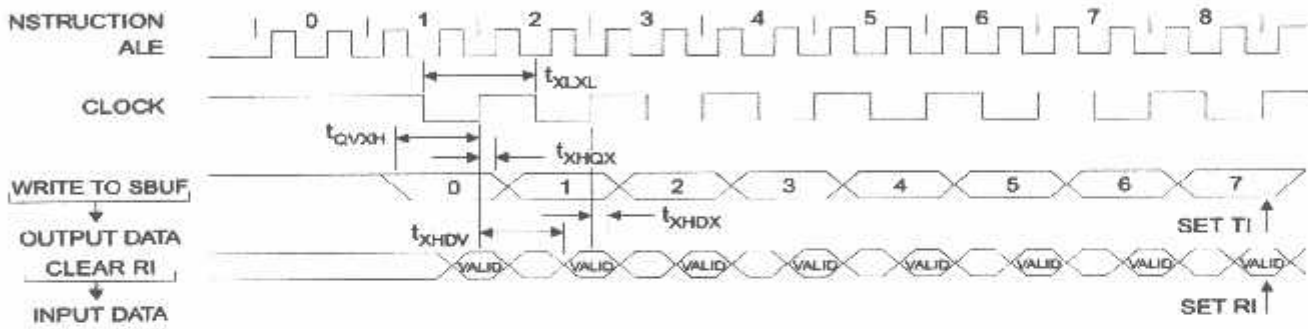 NSTRUCTION 0 1 2 3 4 5 6 7 8
ALE
tXLXL
CLOCK
tQVXH
tXHQX
WRITE TO SBUF 0 1 2 3 4 5 6 7
tXHDV
tXHDX
SET TI
OUTPUT DATA
CLEAR RI VALID VALID VALID VALID VALID VALID VALID VALID
SET RI
INPUT DATA